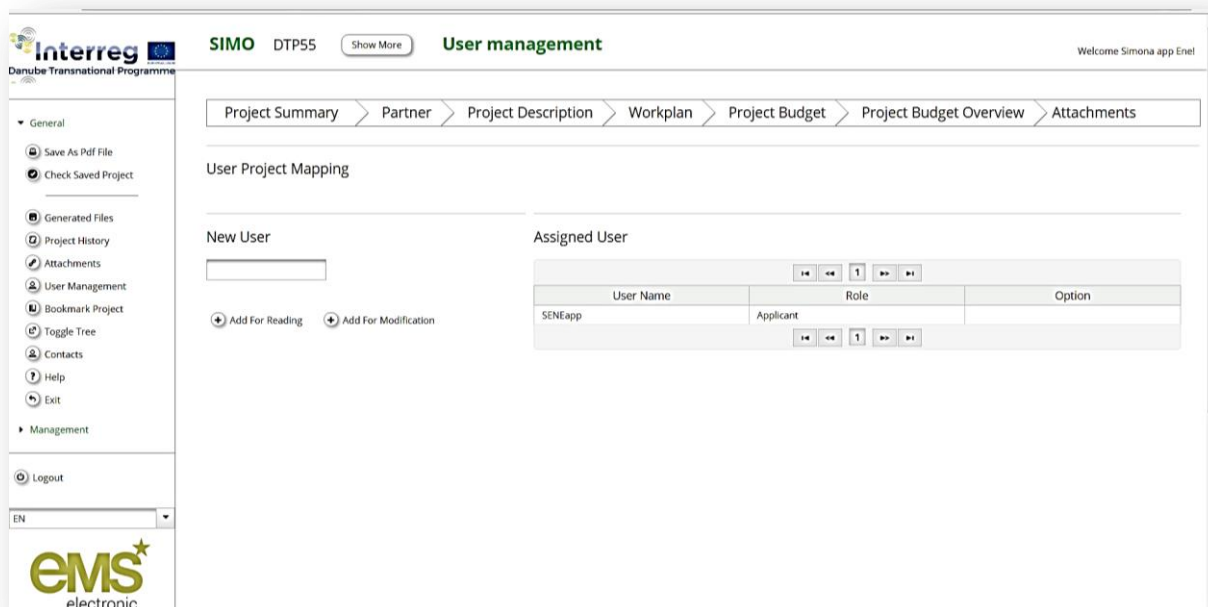 Interreg
Danube Transnational Programme
SIMO DTP55 Show More User management
Welcome Simona app Enel
Project Summary Partner Project Description Workplan Project Budget Project Budget Overview Attachments
General
Save As Pdf File
Check Saved Project
Generated Files
Project History
Attachments
User Management
Bookmark Project
Toggle Tree
Contacts
Help
Exit
Management
Logout
EN
eMS
electronic
User Project Mapping
New User
Add For Reading Add For Modification
Assigned User
1
User Name Role Option
SENEapp Applicant
1